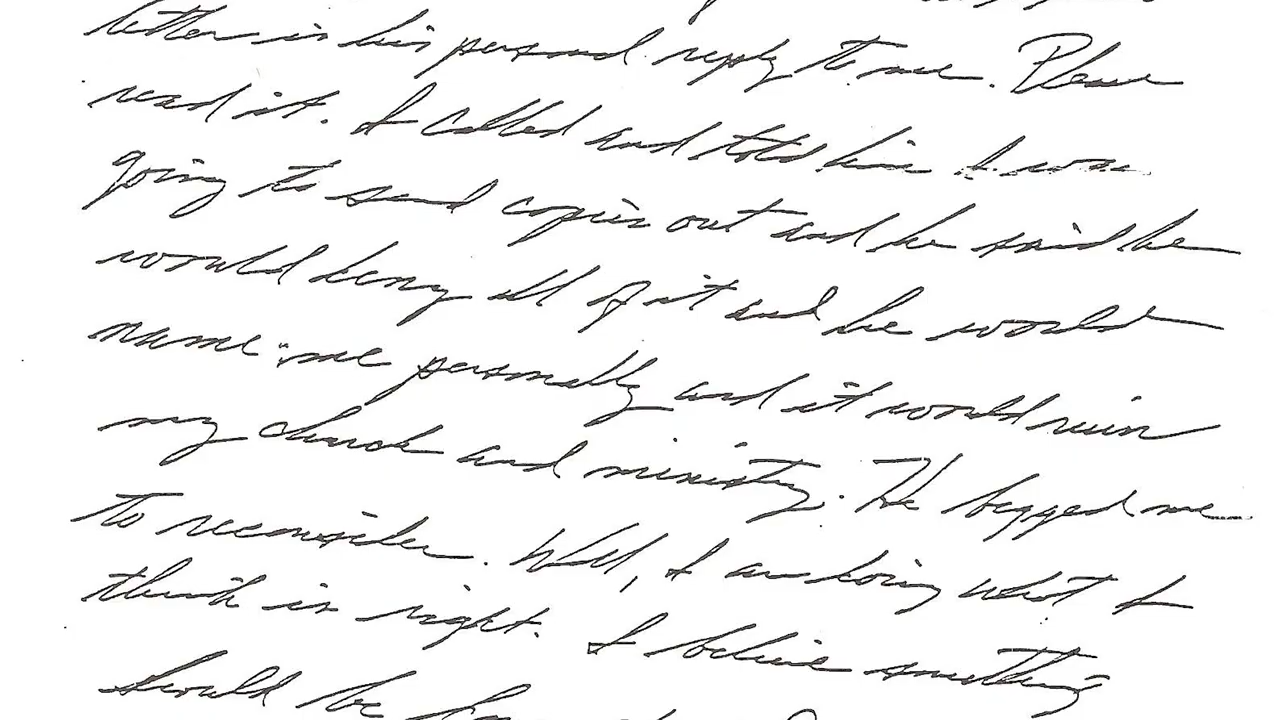 letter is his personal reply to me. Please
read it. I called and told him I was
going to send copies out and he said he
would deny all of it and he would
name me personally and it would ruin
my church and ministry. He begged me
to reconsider. Well, I am doing what I
think is right. I believe something
should be